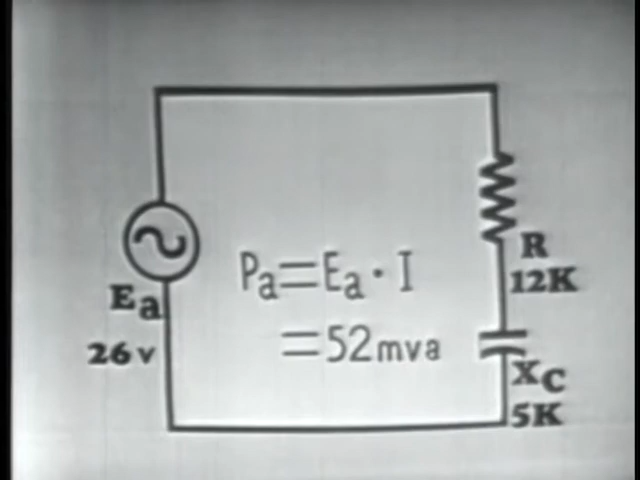 Pa=Ea·I
=52mva
Ea
26v
R
12K
XC
5K